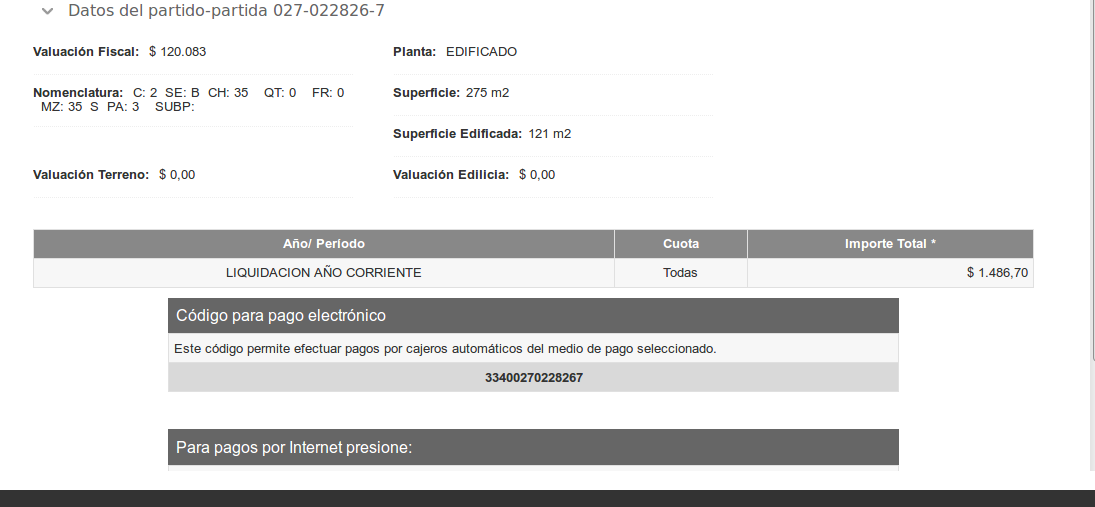 Datos del partido-partida 027-022826-7
Valuación Fiscal: $ 120.083
Planta: EDIFICADO
Nomenclatura: C: 2 SE: B CH: 35 QT: 0 FR: 0
MZ: 35 S PA: 3 SUBP:
Superficie: 275 m2
Superficie Edificada: 121 m2
Valuación Terreno: $ 0,00
Valuación Edilicia: $ 0,00
Año/ Periodo Cuota Importe Total *
LIQUIDACION AÑO CORRIENTE Todas $ 1.486,70
Código para pago electrónico
Este código permite efectuar pagos por cajeros automáticos del medio de pago seleccionado.
33400270228267
Para pagos por Internet presione: